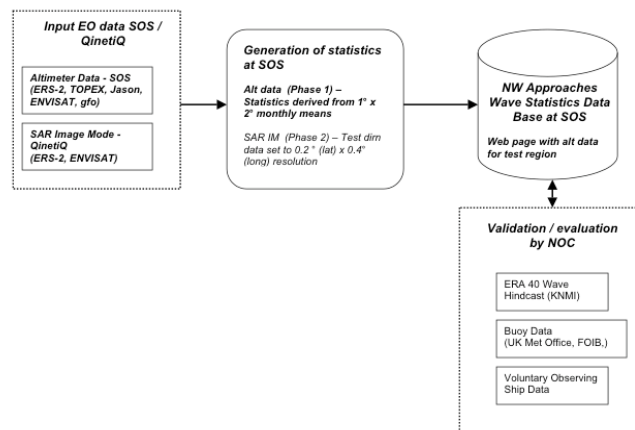 Input EO data SOS /
QinetiQ
Altimeter Data - SOS
(ERS-2, TOPEX, Jason,
ENVISAT, gfo)
SAR Image Mode -
QinetiQ
(ERS-2, ENVISAT)
Generation of statistics
at SOS
Alt data (Phase 1) –
Statistics derived from 1° x
2° monthly means
SAR IM (Phase 2) – Test dirn
data set to 0.2 ° (lat) x 0.4°
(long) resolution
NW Approaches
Wave Statistics Data
Base at SOS
Web page with alt data
for test region
Validation / evaluation
by NOC
ERA 40 Wave
Hindcast (KNMI)
Buoy Data
(UK Met Office, FOIB,)
Voluntary Observing
Ship Data